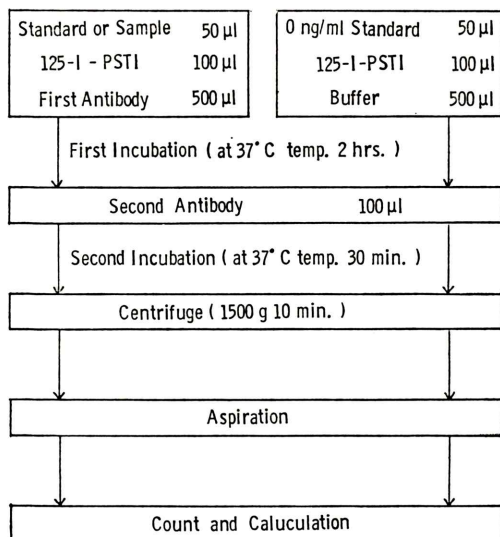 Standard or Sample 50 μl
125-I - PSTI 100 μl
First Antibody 500 μl
0 ng/ml Standard 50 μl
125-I-PSTI 100 μl
Buffer 500 μl
First Incubation ( at 37° C temp. 2 hrs. )
Second Antibody 100 μl
Second Incubation ( at 37° C temp. 30 min. )
Centrifuge ( 1500 g 10 min. )
Aspiration
Count and Caluculation